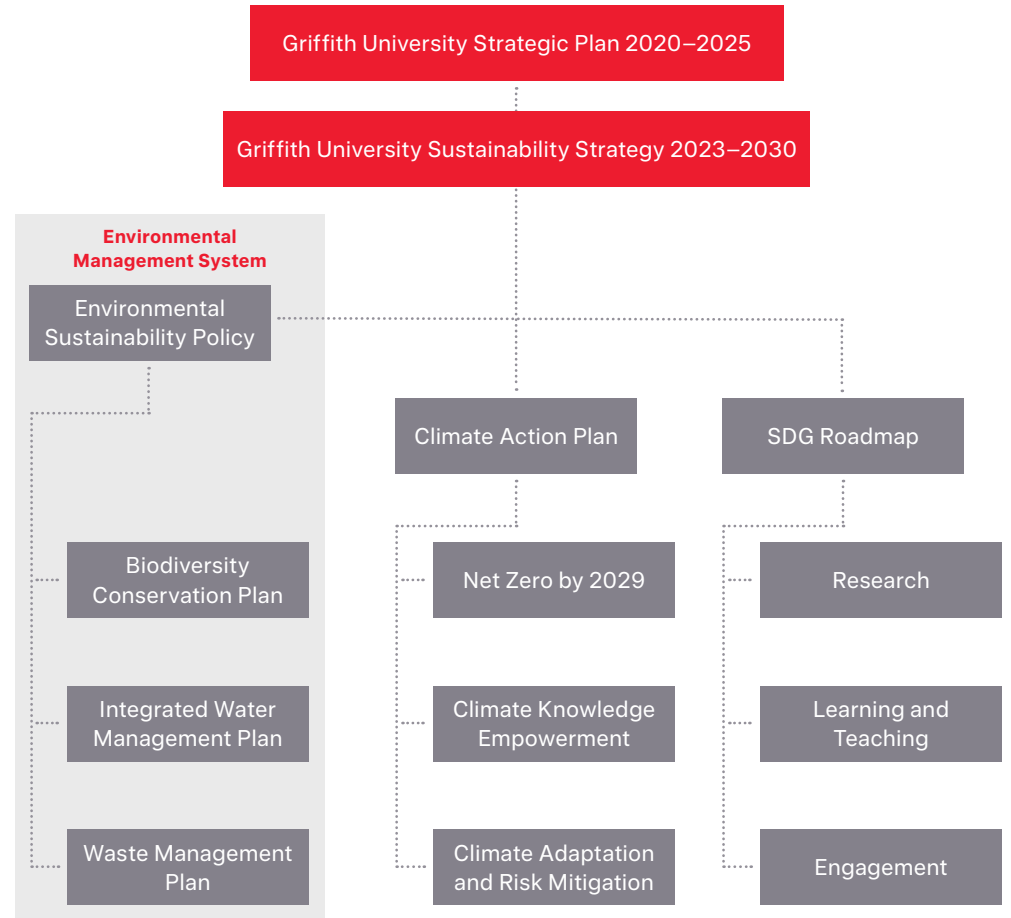 Griffith University Strategic Plan 2020–2025
Griffith University Sustainability Strategy 2023–2030
Environmental
Management System
Environmental
Sustainability Policy
Biodiversity
Conservation Plan
Integrated Water
Management Plan
Waste Management
Plan
Climate Action Plan
Net Zero by 2029
Climate Knowledge
Empowerment
Climate Adaptation
and Risk Mitigation
SDG Roadmap
Research
Learning and
Teaching
Engagement